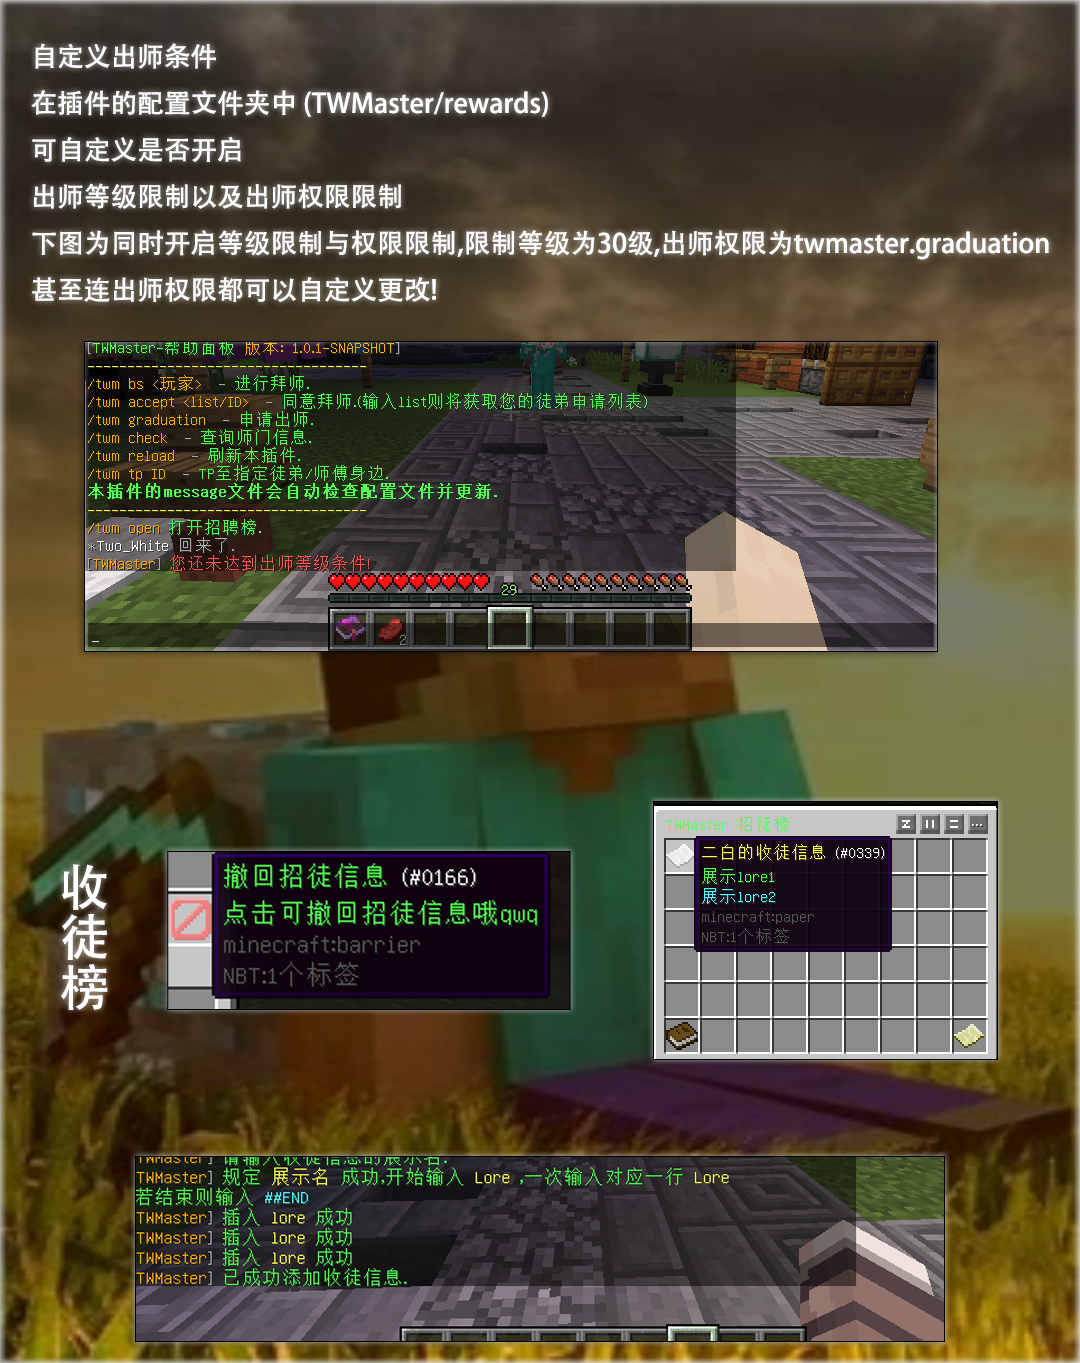 自定义出师条件
在插件的配置文件夹中 (TWMaster/rewards)
可自定义是否开启
出师等级限制以及出师权限限制
下图为同时开启等级限制与权限限制,限制等级为30级,出师权限为twmaster.graduation
甚至连出师权限都可以自定义更改!
[TWMaster-帮助面板 版本: 1.0.1-SNAPSHOT]
-----------------------------------
/twm bs <玩家> - 进行拜师.
/twm accept <list/ID> - 同意拜师.(输入list则将获取您的徒弟申请列表)
/twm graduation - 申请出师.
/twm check - 查询师门信息.
/twm reload - 刷新本插件.
/twm tp ID - TP至指定徒弟/师傅身边.
本插件的message文件会自动检查配置文件并更新.
-----------------------------------
/twm open 打开招聘榜.
*Two_White 回来了.
[TWMaster] 您还未达到出师等级条件!
29
2
收徒榜
撤回招徒信息 (#0166)
点击可撤回招徒信息哦qwq
minecraft:barrier
NBT:1个标签
TWMaster 招徒榜
二白的收徒信息 (#0339)
展示lore1
展示lore2
minecraft:paper
NBT:1个标签
TWMaster] 请输入收徒信息的展示名.
TWMaster] 规定 展示名 成功,开始输入 Lore ,一次输入对应一行 Lore
若结束则输入 ##END
TWMaster] 插入 lore 成功
TWMaster] 插入 lore 成功
TWMaster] 插入 lore 成功
TWMaster] 已成功添加收徒信息.